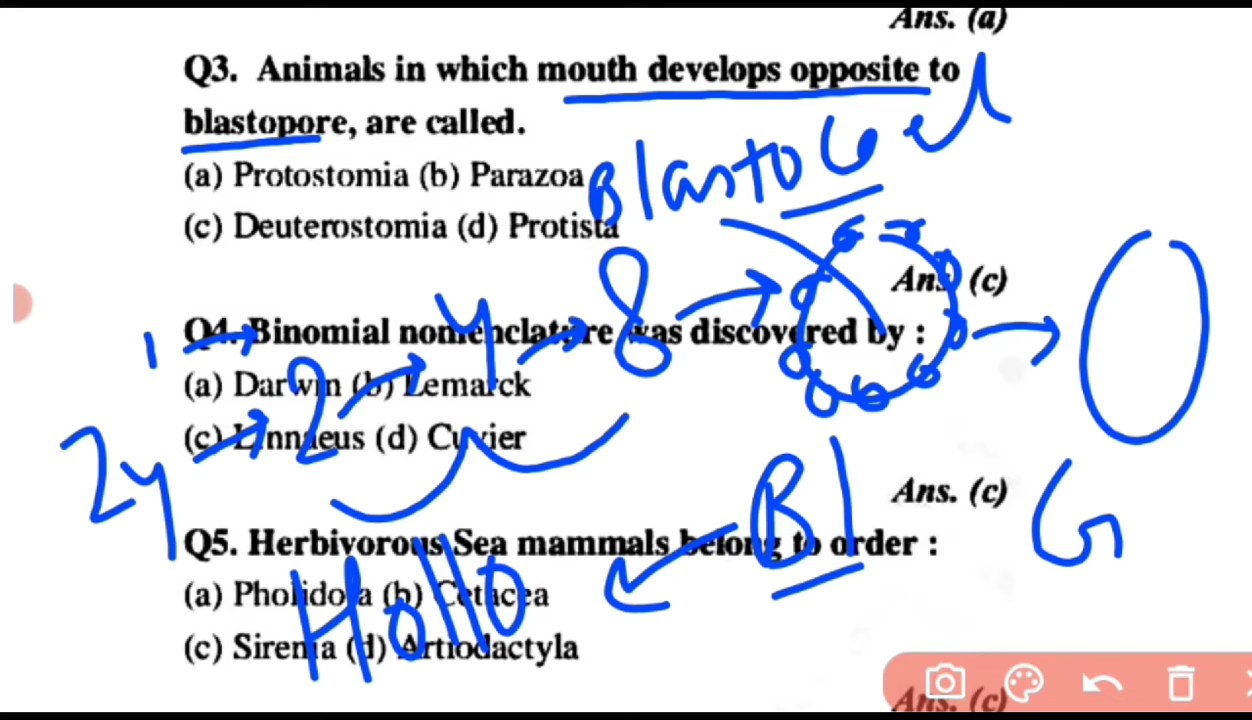 Ans. (a)
Q3. Animals in which mouth develops opposite to
blastopore, are called.
(a) Protostomia (b) Parazoa
(c) Deuterostomia (d) Protista
Blastocoel
Ans. (c)
Q4. Binomial nomenclature was discovered by :
1
(a) Darwin (b) Lemarck
(c) Linnaeus (d) Cuvier
Zy 2 4 8
Ans. (c)
Bl G
Q5. Herbivorous Sea mammals belong to order :
(a) Pholidota (b) Cetacea
Hollo
(c) Sirenia (d) Artiodactyla
Ans. (c)